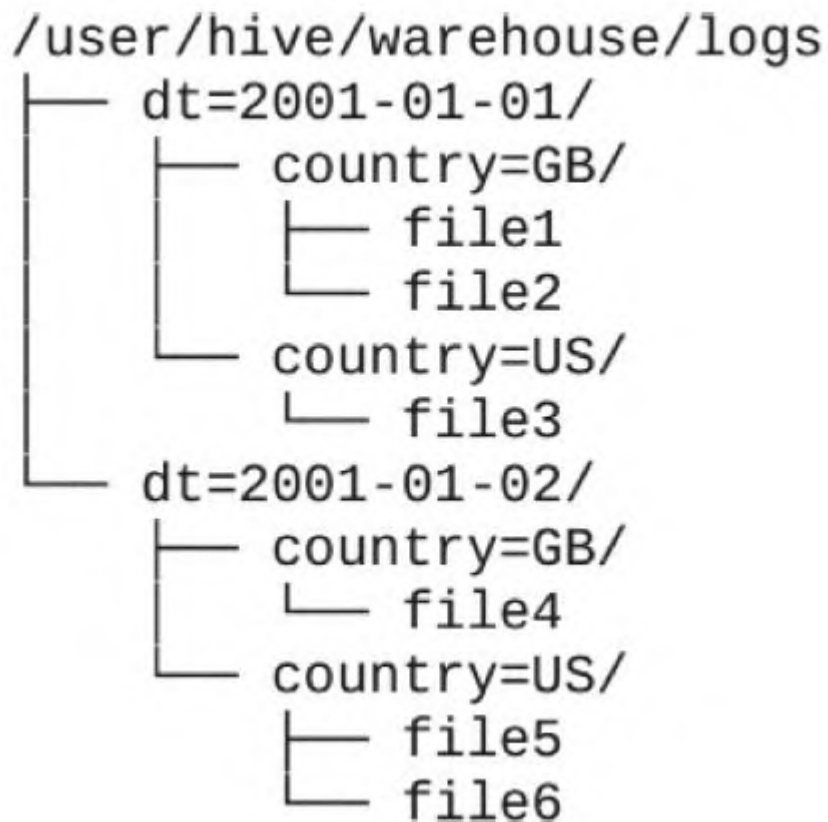 /user/hive/warehouse/logs
├── dt=2001-01-01/
│   ├── country=GB/
│   │   ├── file1
│   │   └── file2
│   └── country=US/
│       └── file3
└── dt=2001-01-02/
    ├── country=GB/
    │   └── file4
    └── country=US/
        ├── file5
        └── file6